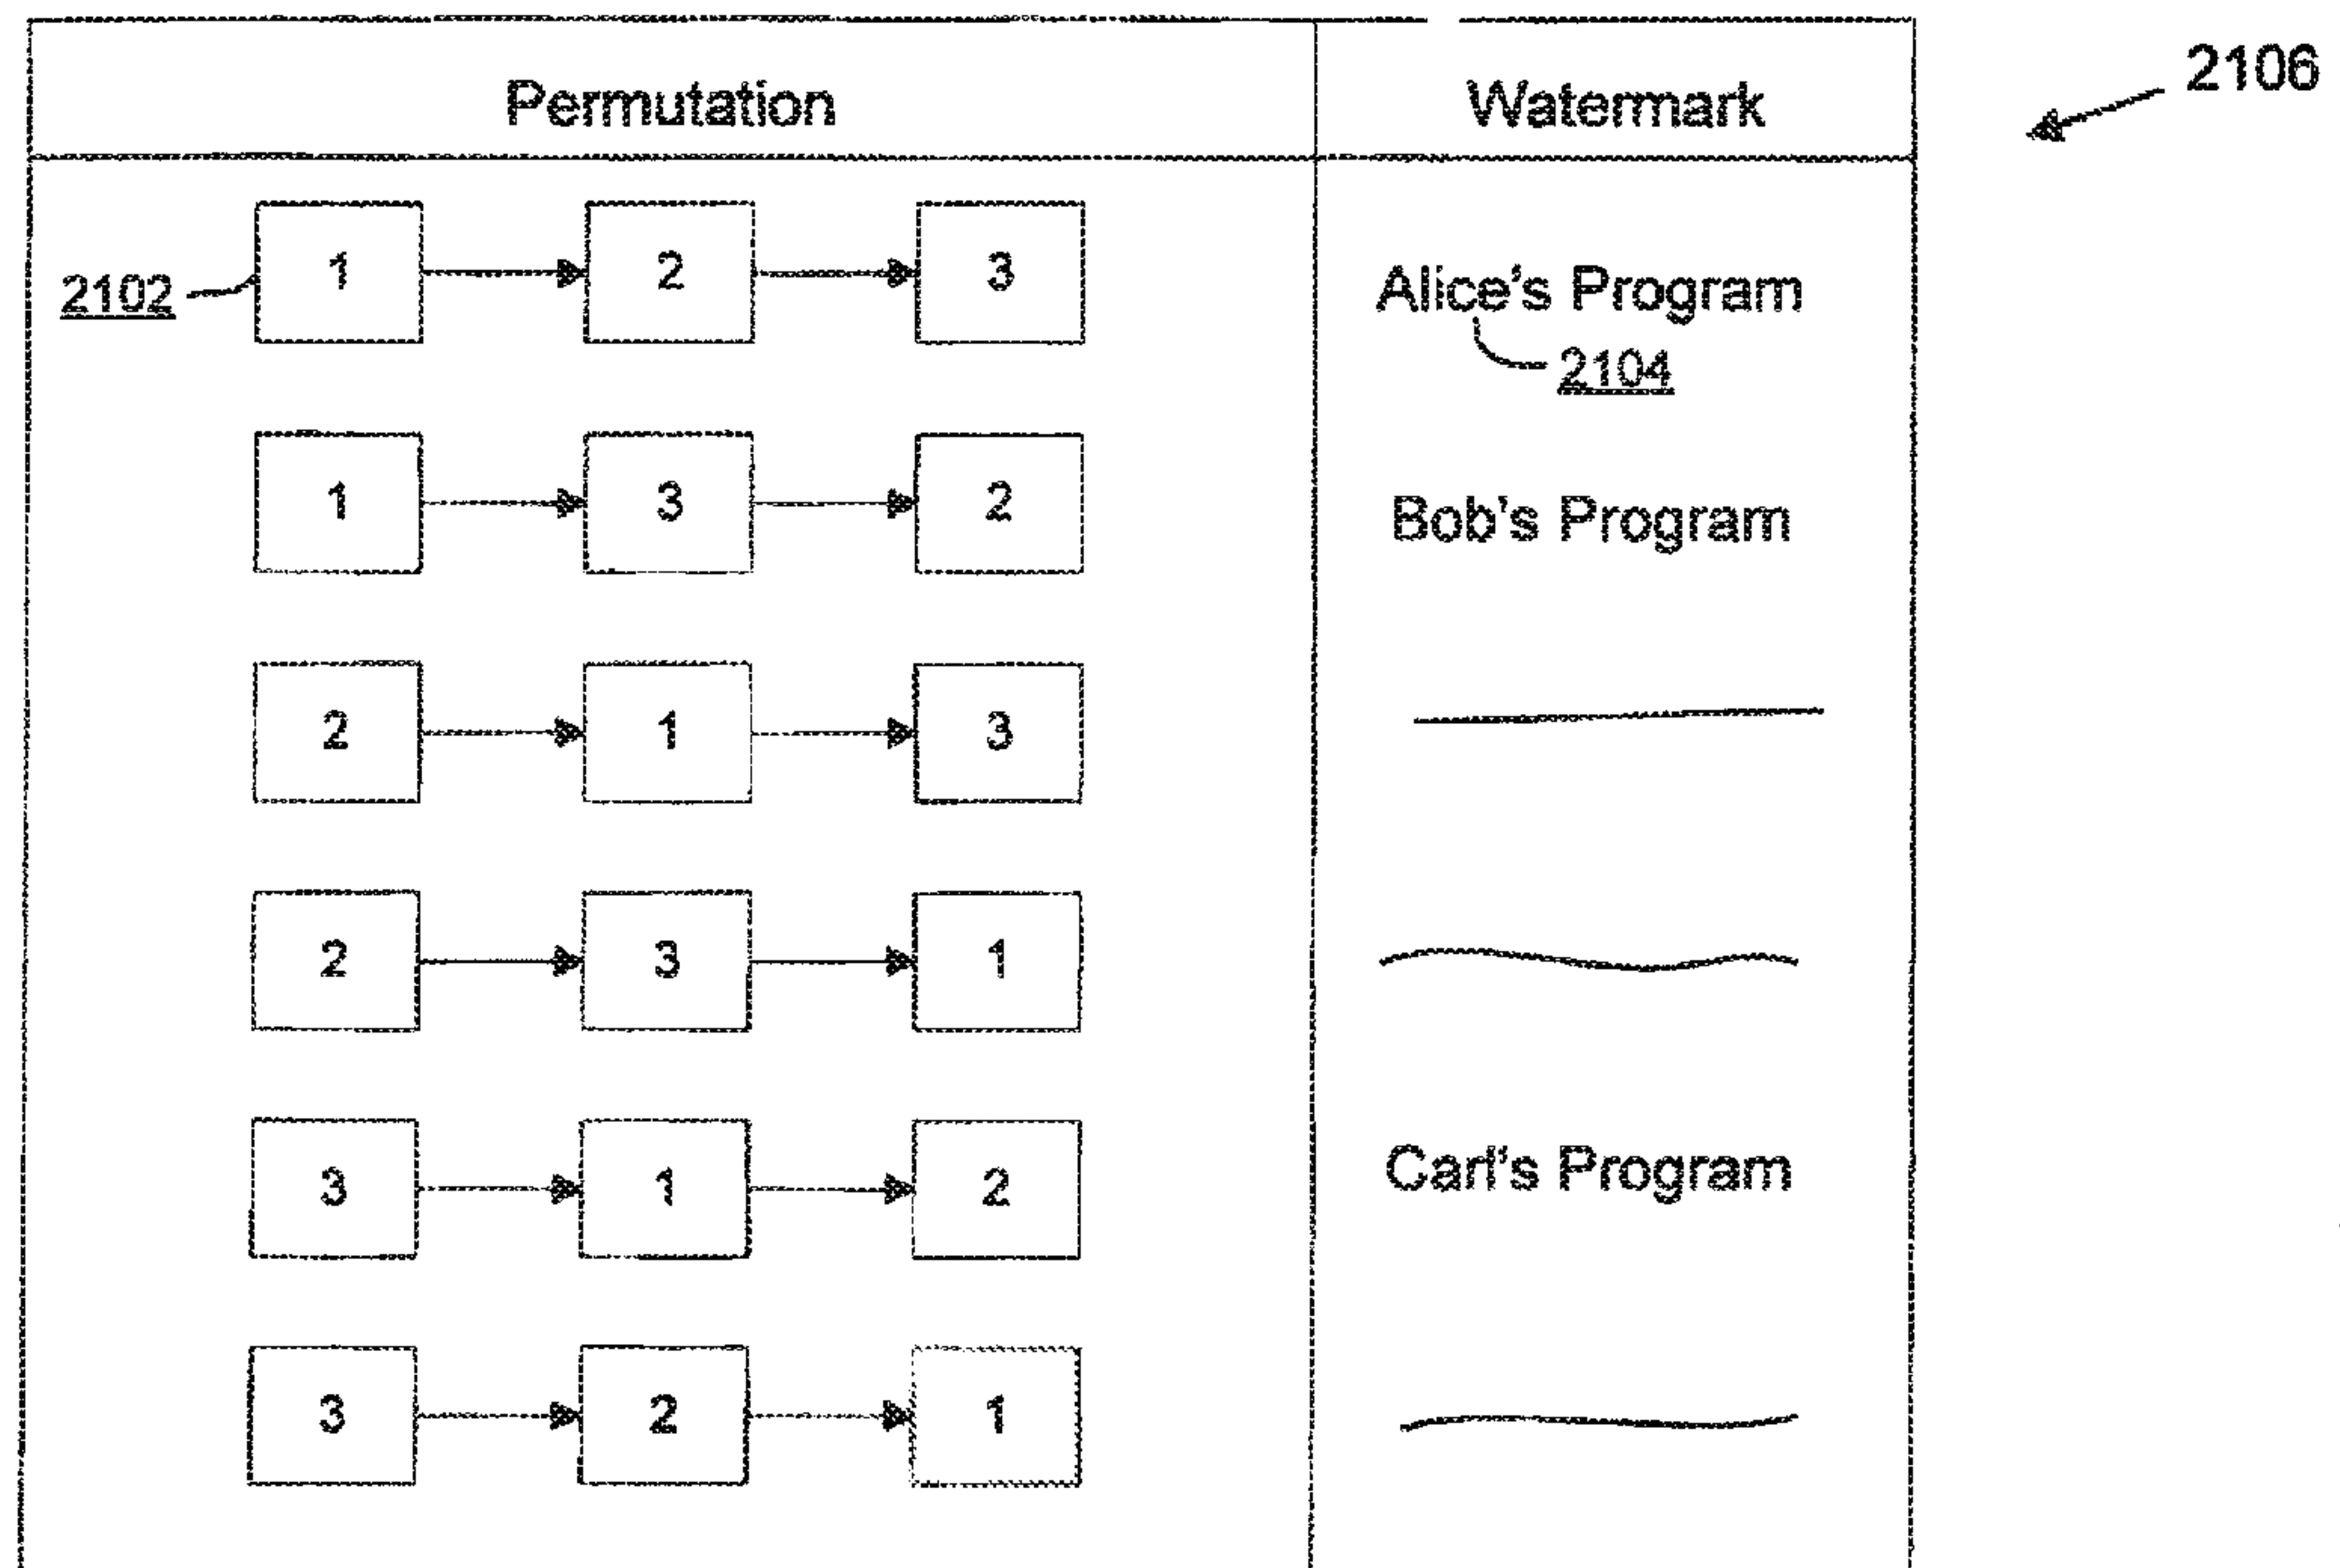 2106
Permutation Watermark
1 2 3 Alice's Program
2102
2104
1 3 2 Bob's Program
2 1 3
2 3 1
3 1 2 Carl's Program
3 2 1